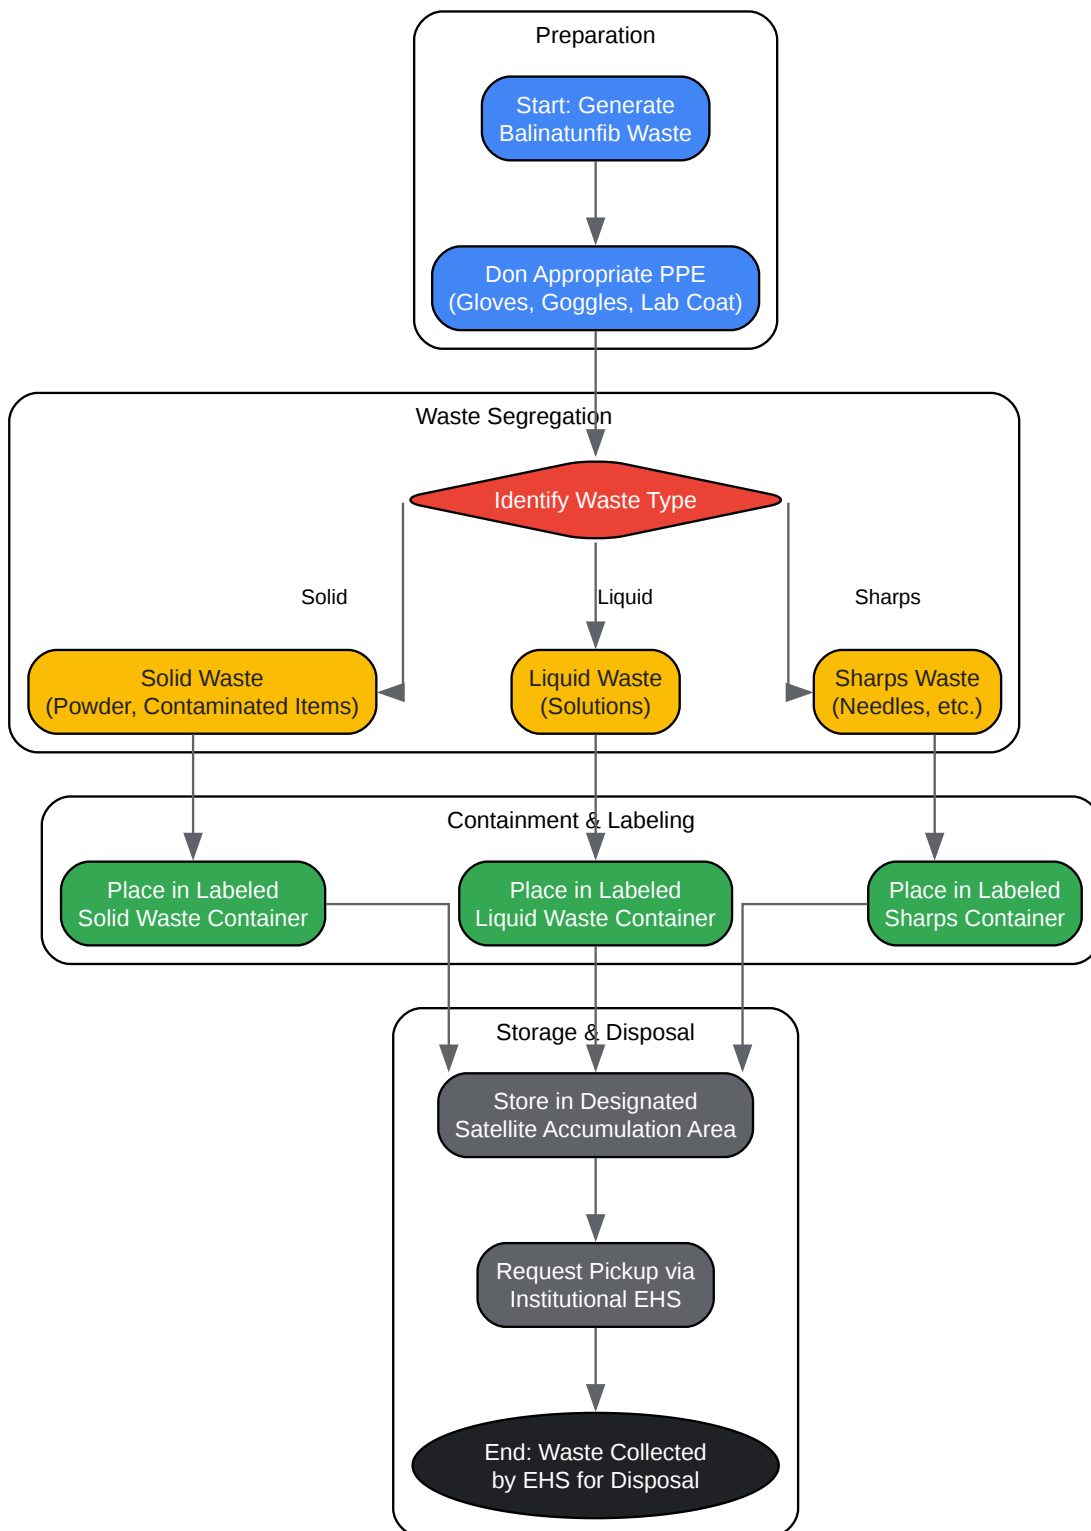 Preparation
Start: Generate
Balinatunfib Waste
Don Appropriate PPE
(Gloves, Goggles, Lab Coat)
Waste Segregation
Identify Waste Type
Solid
Liquid
Sharps
Solid Waste
(Powder, Contaminated Items)
Liquid Waste
(Solutions)
Sharps Waste
(Needles, etc.)
Containment & Labeling
Place in Labeled
Solid Waste Container
Place in Labeled
Liquid Waste Container
Place in Labeled
Sharps Container
Storage & Disposal
Store in Designated
Satellite Accumulation Area
Request Pickup via
Institutional EHS
End: Waste Collected
by EHS for Disposal